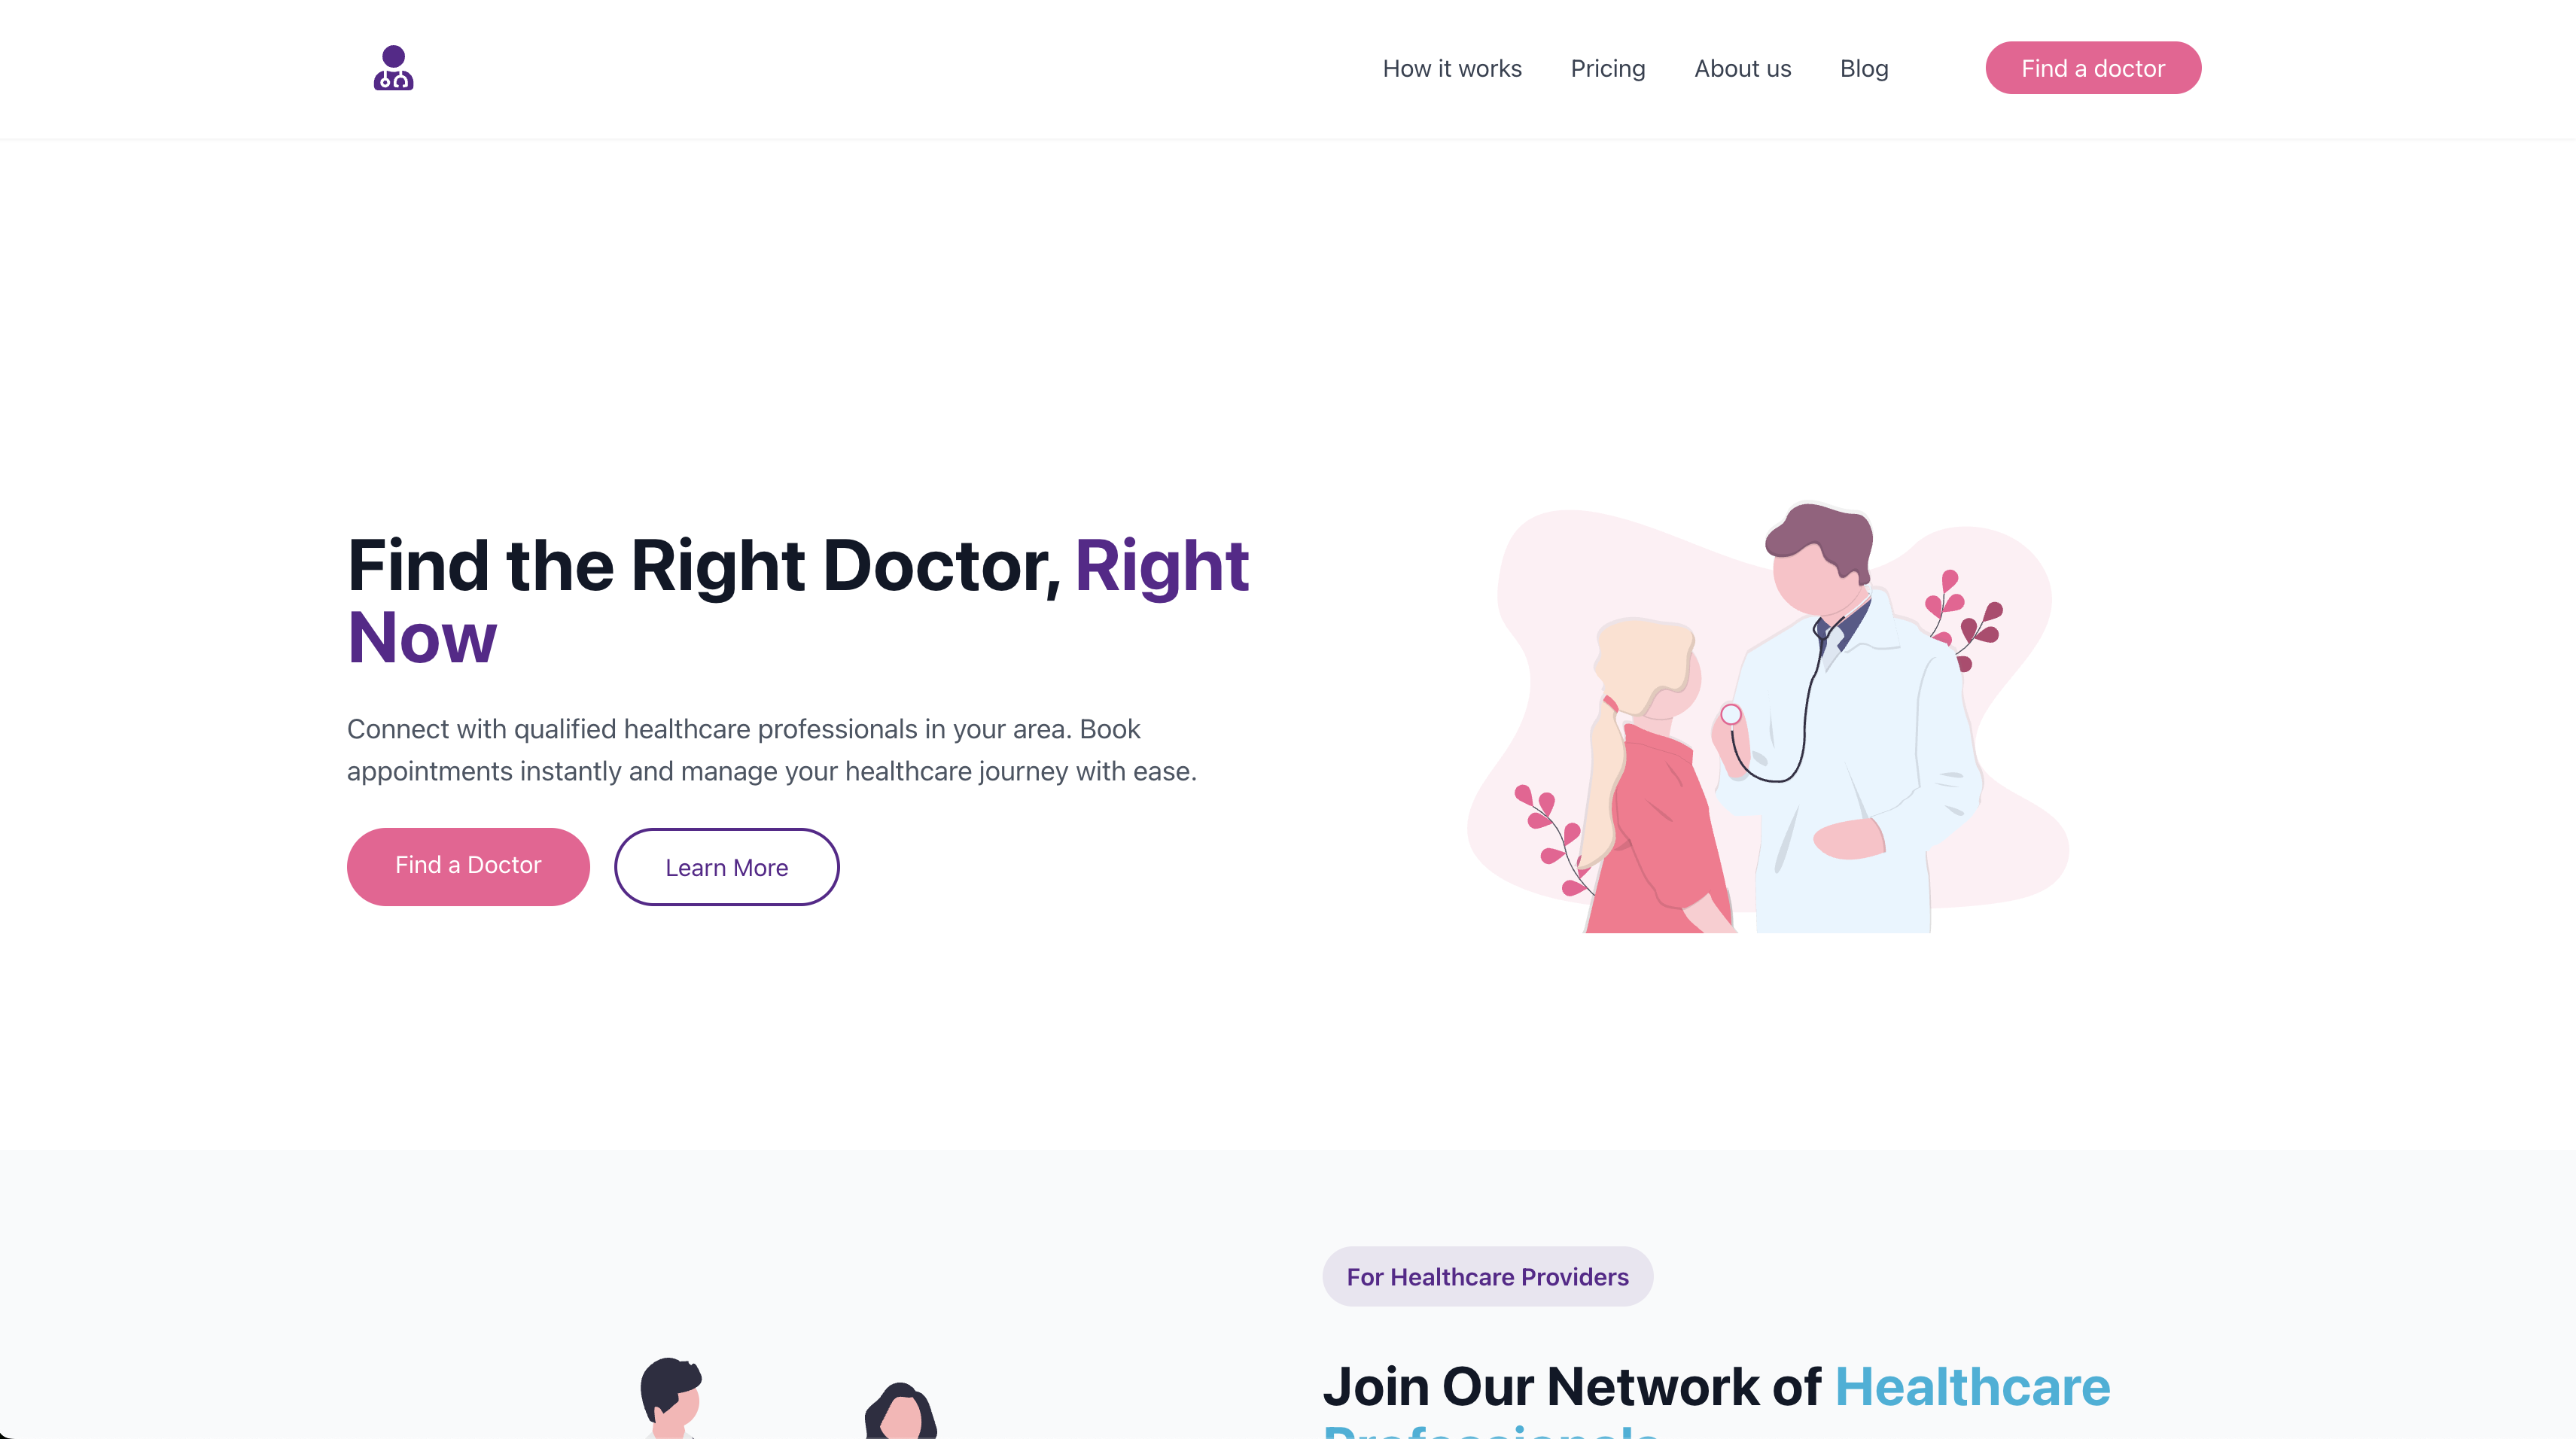 How it works Pricing About us Blog Find a doctor
Find the Right Doctor, Right
Now
Connect with qualified healthcare professionals in your area. Book
appointments instantly and manage your healthcare journey with ease.
Find a Doctor Learn More
For Healthcare Providers
Join Our Network of Healthcare
Professionals